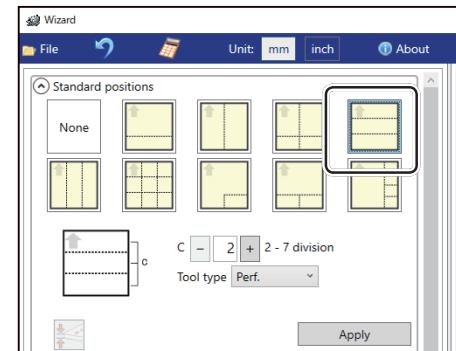 Wizard
File Unit: mm inch About
Standard positions
None
C − 2 + 2 - 7 division
c
Tool type Perf.
Apply